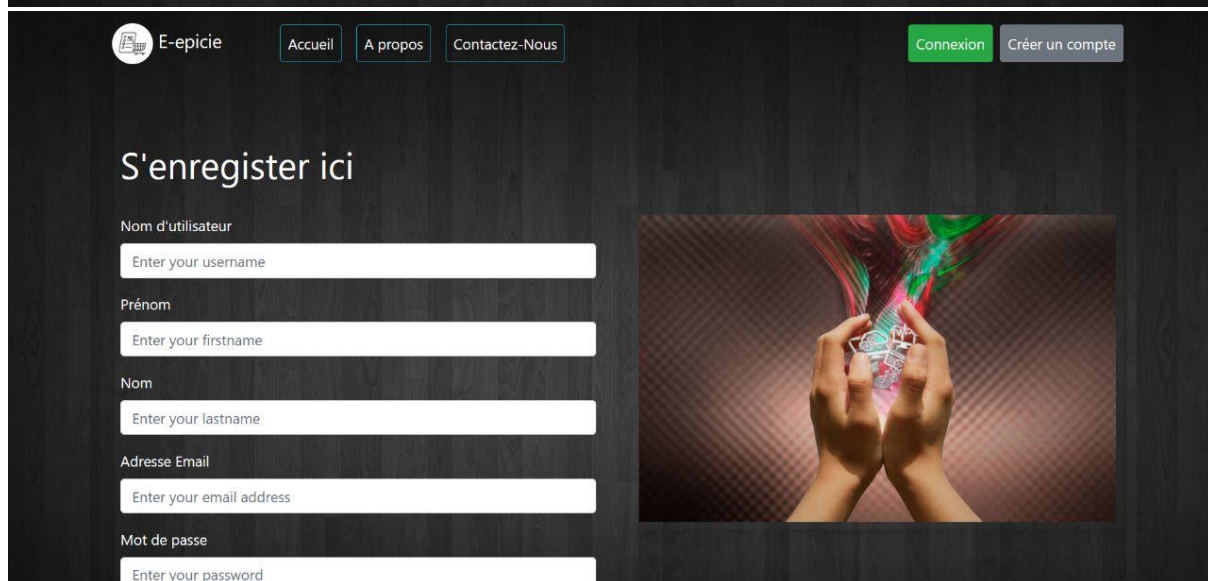 E-epicie
Accueil
A propos
Contactez-Nous
Connexion
Créer un compte
S'enregister ici
Nom d'utilisateur
Enter your username
Prénom
Enter your firstname
Nom
Enter your lastname
Adresse Email
Enter your email address
Mot de passe
Enter your password